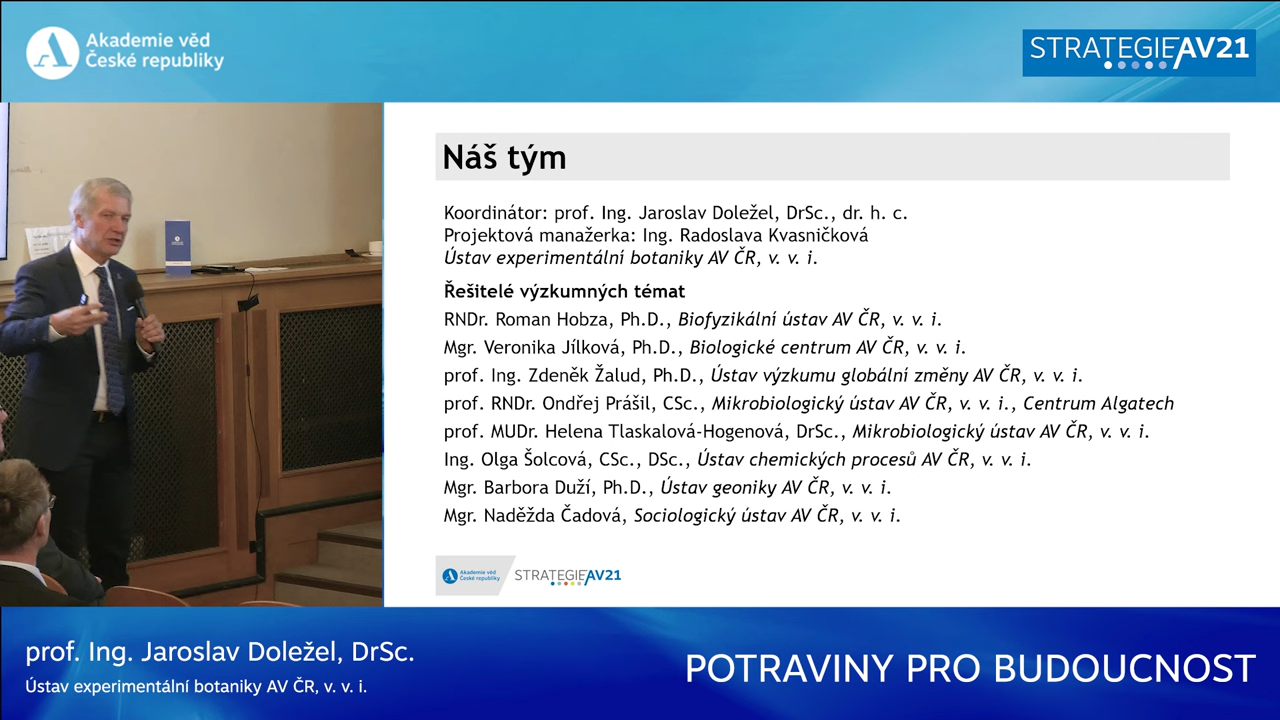 Akademie věd
České republiky
STRATEGIE AV21
Náš tým
Koordinátor: prof. Ing. Jaroslav Doležel, DrSc., dr. h. c.
Projektová manažerka: Ing. Radoslava Kvasničková
Ústav experimentální botaniky AV ČR, v. v. i.
Řešitelé výzkumných témat
RNDr. Roman Hobza, Ph.D., Biofyzikální ústav AV ČR, v. v. i.
Mgr. Veronika Jílková, Ph.D., Biologické centrum AV ČR, v. v. i.
prof. Ing. Zdeněk Žalud, Ph.D., Ústav výzkumu globální změny AV ČR, v. v. i.
prof. RNDr. Ondřej Prášil, CSc., Mikrobiologický ústav AV ČR, v. v. i., Centrum Algatech
prof. MUDr. Helena Tlaskalová-Hogenová, DrSc., Mikrobiologický ústav AV ČR, v. v. i.
Ing. Olga Šolcová, CSc., DSc., Ústav chemických procesů AV ČR, v. v. i.
Mgr. Barbora Duží, Ph.D., Ústav geoniky AV ČR, v. v. i.
Mgr. Naděžda Čadová, Sociologický ústav AV ČR, v. v. i.
Akademie věd
České republiky
STRATEGIE AV21
prof. Ing. Jaroslav Doležel, DrSc.
Ústav experimentální botaniky AV ČR, v. v. i.
POTRAVINY PRO BUDOUCNOST